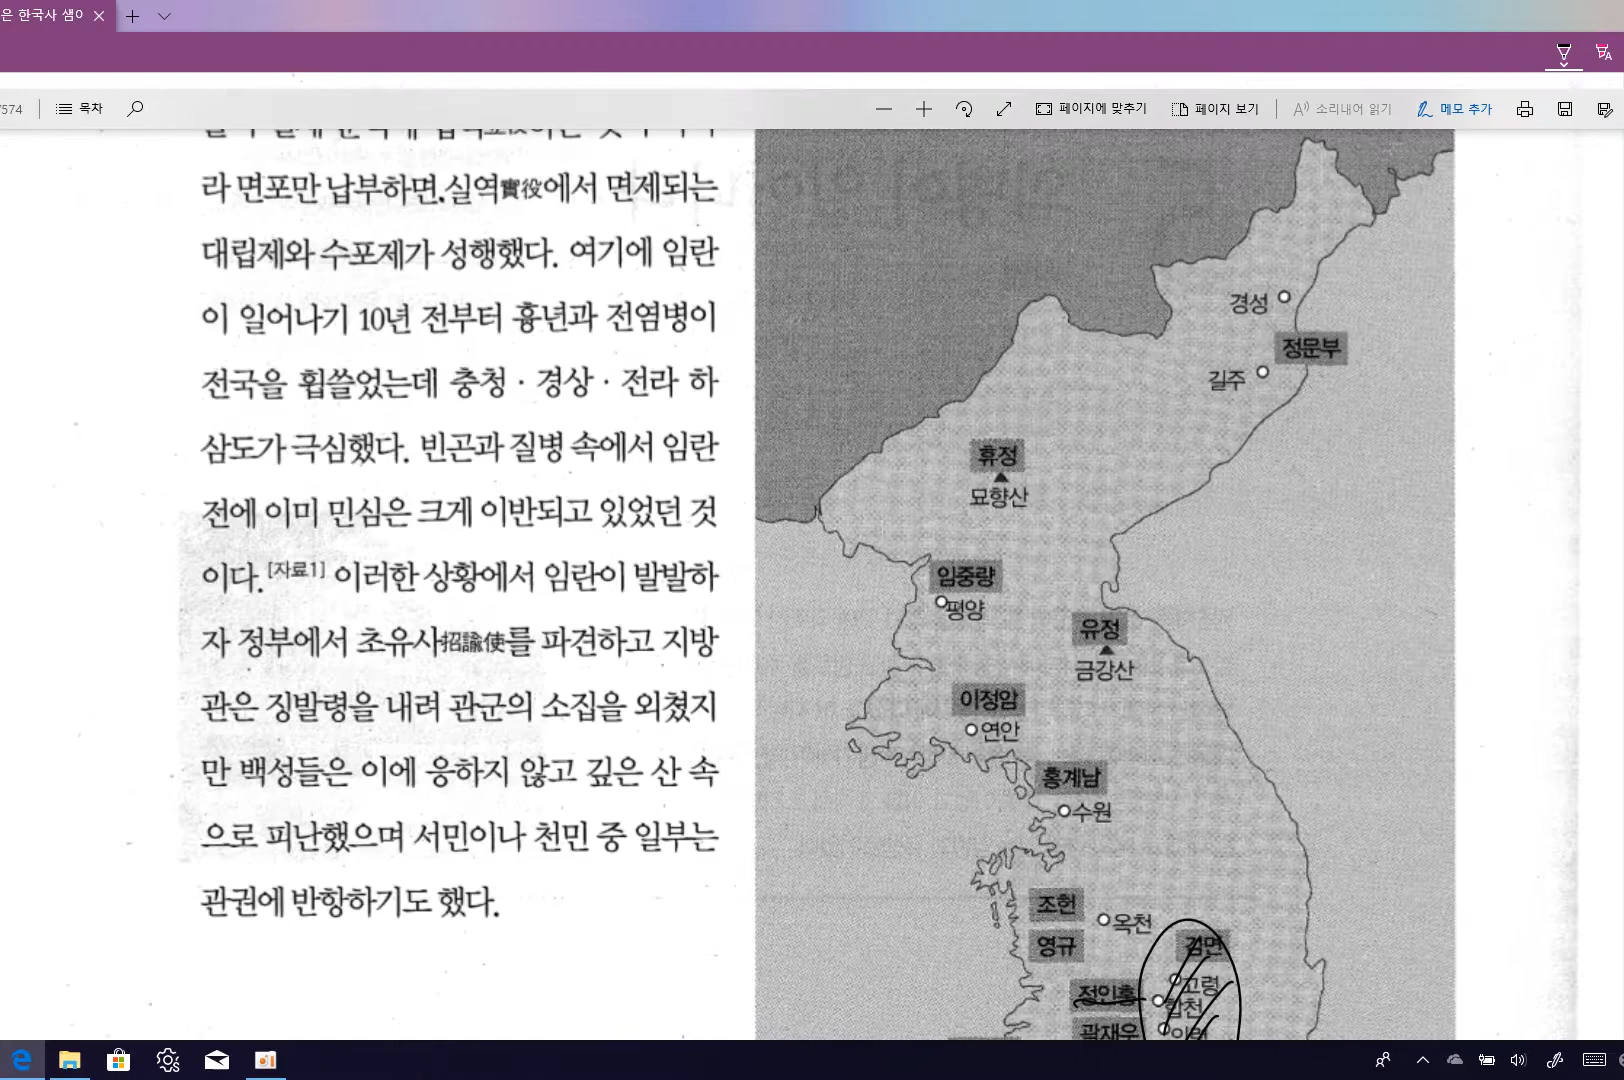 은 한국사 샘이
574
목차
페이지에 맞추기
페이지 보기
소리내어 읽기
메모 추가
라 면포만 납부하면, 실역實役에서 면제되는
대립제와 수포제가 성행했다. 여기에 임란
이 일어나기 10년 전부터 흉년과 전염병이
전국을 휩쓸었는데 충청 · 경상 · 전라 하
삼도가 극심했다. 빈곤과 질병 속에서 임란
전에 이미 민심은 크게 이반되고 있었던 것
이다.[자료1] 이러한 상황에서 임란이 발발하
자 정부에서 초유사招諭使를 파견하고 지방
관은 징발령을 내려 관군의 소집을 외쳤지
만 백성들은 이에 응하지 않고 깊은 산 속
으로 피난했으며 서민이나 천민 중 일부는
관권에 반항하기도 했다.
경성
정문부
길주
휴정
묘향산
임중량
평양
유정
금강산
이정암
연안
홍계남
수원
조헌
옥천
영규
김면
고령
정인홍
합천
곽재우